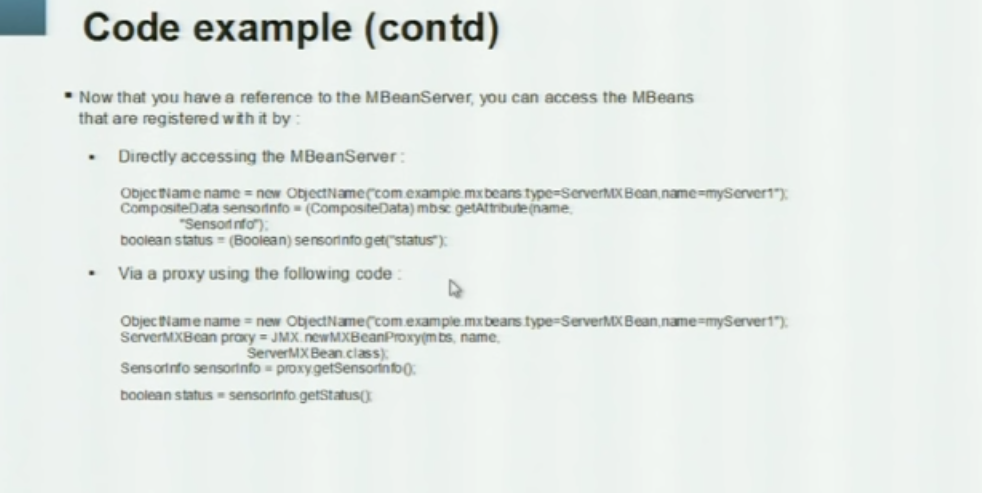 Code example (contd)
▪ Now that you have a reference to the MBeanServer, you can access the MBeans
that are registered with it by :
• Directly accessing the MBeanServer :
ObjectName name = new ObjectName("com.example.mxbeans:type=ServerMXBean,name=myServer1");
CompositeData sensorInfo = (CompositeData) mbsc.getAttribute(name,
"SensorInfo");
boolean status = (Boolean) sensorInfo.get("status");
• Via a proxy using the following code :
ObjectName name = new ObjectName("com.example.mxbeans:type=ServerMXBean,name=myServer1");
ServerMXBean proxy = JMX.newMXBeanProxy(mbs, name,
ServerMXBean.class);
SensorInfo sensorInfo = proxy.getSensorInfo();
boolean status = sensorInfo.getStatus();